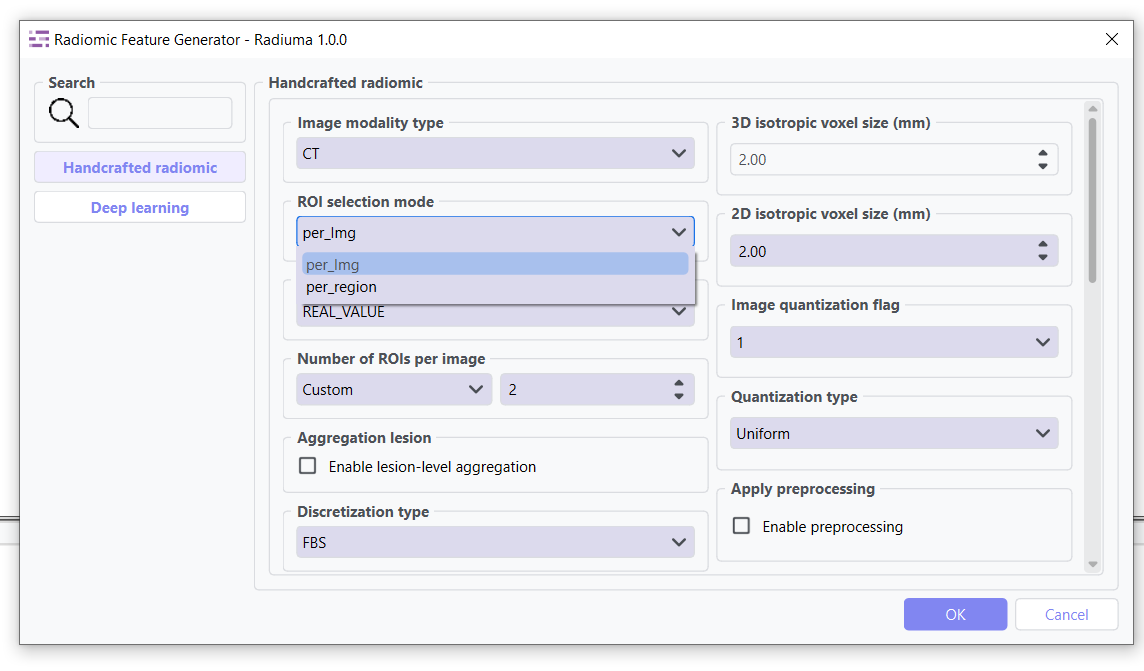 Radiomic Feature Generator - Radiuma 1.0.0
Search
Handcrafted radiomic
Deep learning
Handcrafted radiomic
Image modality type
CT
ROI selection mode
per_Img
per_Img
per_region
REAL_VALUE
Number of ROIs per image
Custom
2
Aggregation lesion
Enable lesion-level aggregation
Discretization type
FBS
3D isotropic voxel size (mm)
2.00
2D isotropic voxel size (mm)
2.00
Image quantization flag
1
Quantization type
Uniform
Apply preprocessing
Enable preprocessing
OK
Cancel